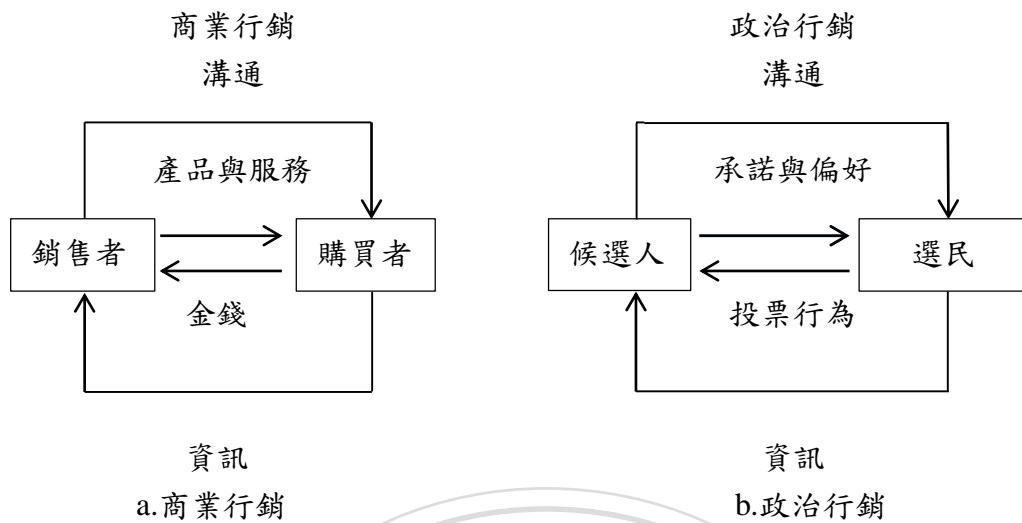 商業行銷
溝通
產品與服務
銷售者
購買者
金錢
資訊
a.商業行銷
政治行銷
溝通
承諾與偏好
候選人
選民
投票行為
資訊
b.政治行銷